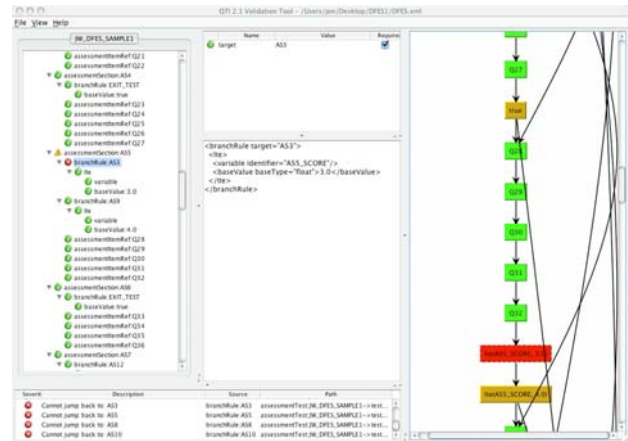 QTI 2.1 Validation Tool - /Users/jon/Desktop/DFES1/DFES.xml
File View Help
JW_DFES_SAMPLE1
assessmentItemRef:Q21
assessmentItemRef:Q22
assessmentSection:AS4
branchRule:EXIT_TEST
baseValue:true
assessmentItemRef:Q23
assessmentItemRef:Q24
assessmentItemRef:Q25
assessmentItemRef:Q26
assessmentItemRef:Q27
assessmentSection:AS5
branchRule:AS3
lte
variable
baseValue:3.0
branchRule:AS9
lte
variable
baseValue:4.0
assessmentItemRef:Q28
assessmentItemRef:Q29
assessmentItemRef:Q30
assessmentItemRef:Q31
assessmentItemRef:Q32
assessmentSection:AS6
branchRule:EXIT_TEST
baseValue:true
assessmentItemRef:Q33
assessmentItemRef:Q34
assessmentItemRef:Q35
assessmentItemRef:Q36
assessmentSection:AS7
branchRule:AS12
Name Value Require
target AS3
<branchRule target="AS3">
<lte>
<variable identifier="AS5_SCORE"/>
<baseValue baseType="float">3.0</baseValue>
</lte>
</branchRule>
Q27
true
Q28
Q29
Q30
Q31
Q32
Severit Description Source Path
Cannot jump back to AS3 branchRule:AS3 assessmentTest:JW_DFES_SAMPLE1->test...
Cannot jump back to AS5 branchRule:AS5 assessmentTest:JW_DFES_SAMPLE1->test...
Cannot jump back to AS8 branchRule:AS8 assessmentTest:JW_DFES_SAMPLE1->test...
Cannot jump back to AS10 branchRule:AS10 assessmentTest:JW_DFES_SAMPLE1->test...